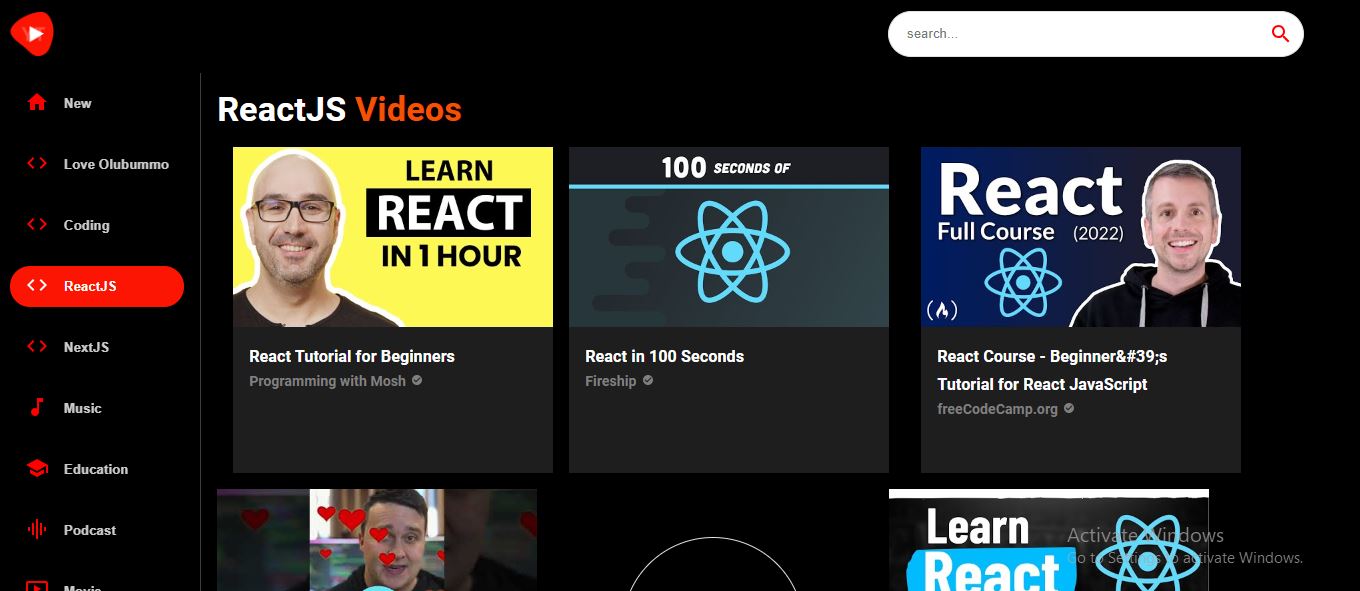 search...
New
Love Olubummo
Coding
ReactJS
NextJS
Music
Education
Podcast
Movie
ReactJS Videos
LEARN
REACT
IN 1 HOUR
React Tutorial for Beginners
Programming with Mosh
100 SECONDS OF
React in 100 Seconds
Fireship
React
Full Course (2022)
React Course - Beginner&#39;s
Tutorial for React JavaScript
freeCodeCamp.org
Learn
React
Activate Windows
Go to Settings to activate Windows.